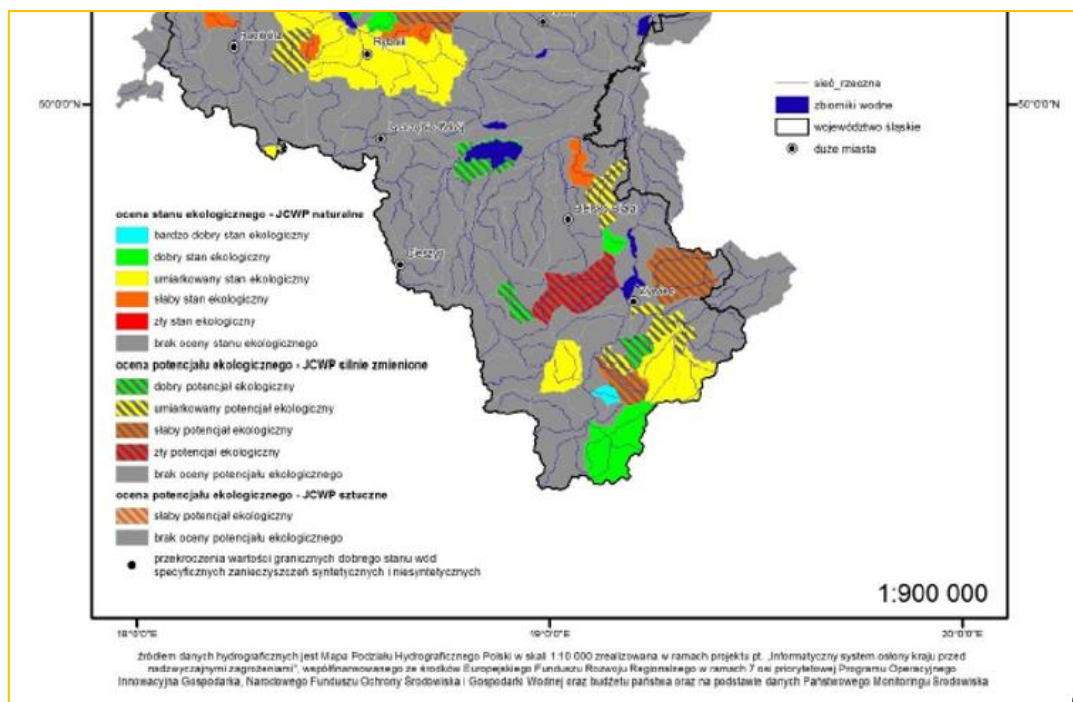 Racibórz
Rybnik
50°0'0"N
50°0'0"N
sieć_rzeczna
zbiorniki wodne
województwo śląskie
duże miasta
Jastrzębie-Zdrój
Bielsko-Biała
Cieszyn
Żywiec
ocena stanu ekologicznego - JCWP naturalne
bardzo dobry stan ekologiczny
dobry stan ekologiczny
umiarkowany stan ekologiczny
słaby stan ekologiczny
zły stan ekologiczny
brak oceny stanu ekologicznego
ocena potencjału ekologicznego - JCWP silnie zmienione
dobry potencjał ekologiczny
umiarkowany potencjał ekologiczny
słaby potencjał ekologiczny
zły potencjał ekologiczny
brak oceny potencjału ekologicznego
ocena potencjału ekologicznego - JCWP sztuczne
słaby potencjał ekologiczny
brak oceny potencjału ekologicznego
przekroczenia wartości granicznych dobrego stanu wód
specyficznych zanieczyszczeń syntetycznych i niesyntetycznych
1:900 000
18°0'0"E
19°0'0"E
20°0'0"E
źródłem danych hydrograficznych jest Mapa Podziału Hydrograficznego Polski w skali 1:10 000 zrealizowana w ramach projektu pt. „Informatyczny system osłony kraju przed
nadzwyczajnymi zagrożeniami", współfinansowanego ze środków Europejskiego Funduszu Rozwoju Regionalnego w ramach 7 osi priorytetowej Programu Operacyjnego
Innowacyjna Gospodarka, Narodowego Funduszu Ochrony Środowiska i Gospodarki Wodnej oraz budżetu państwa oraz na podstawie danych Państwowego Monitoringu Środowiska